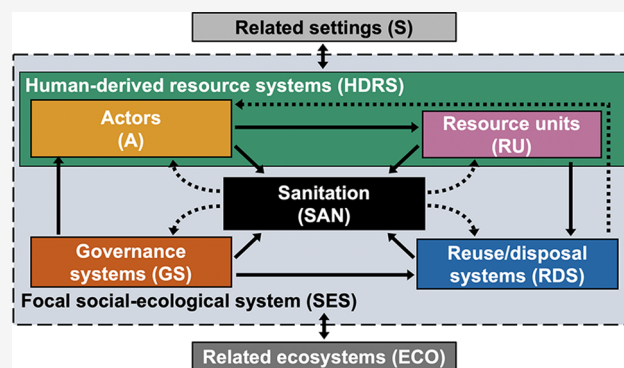 Related settings (S)
Human-derived resource systems (HDRS)
Actors
(A)
Resource units
(RU)
Sanitation
(SAN)
Governance
systems (GS)
Reuse/disposal
systems (RDS)
Focal social-ecological system (SES)
Related ecosystems (ECO)